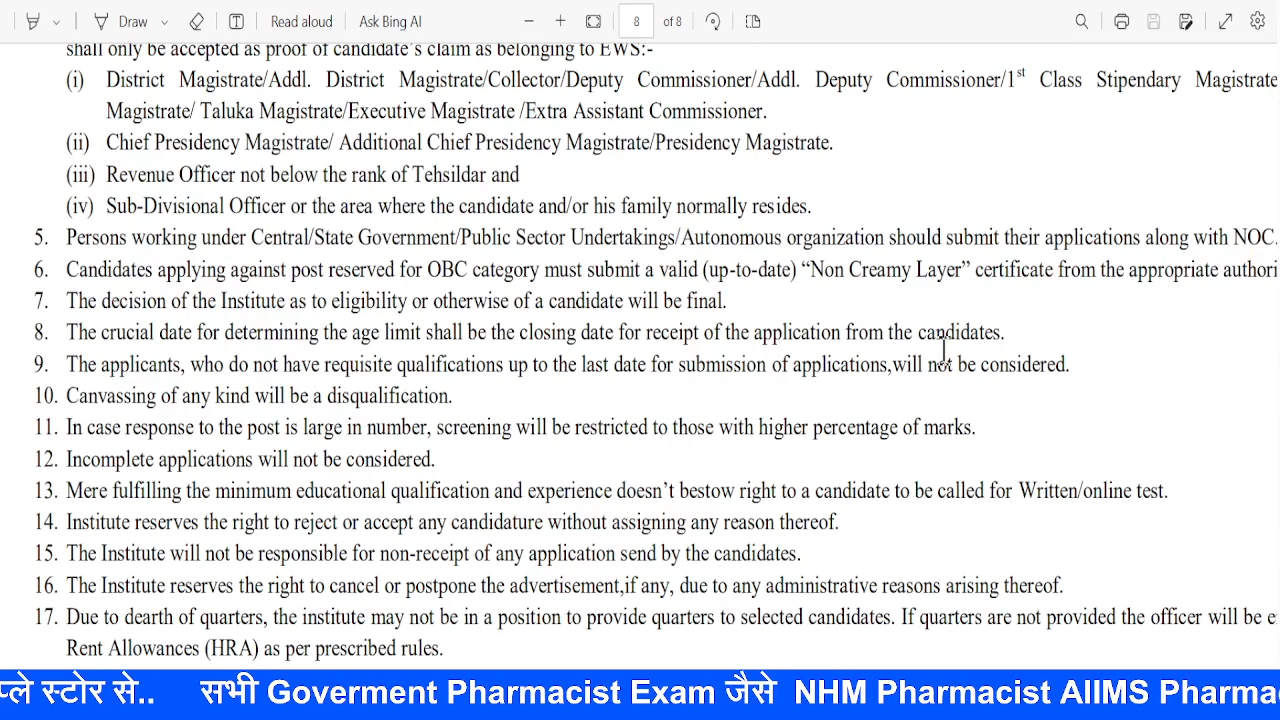 Draw
Read aloud
Ask Bing AI
8
of 8
shall only be accepted as proof of candidate's claim as belonging to EWS:-
(i) District Magistrate/Addl. District Magistrate/Collector/Deputy Commissioner/Addl. Deputy Commissioner/1st Class Stipendary Magistrate
Magistrate/ Taluka Magistrate/Executive Magistrate /Extra Assistant Commissioner.
(ii) Chief Presidency Magistrate/ Additional Chief Presidency Magistrate/Presidency Magistrate.
(iii) Revenue Officer not below the rank of Tehsildar and
(iv) Sub-Divisional Officer or the area where the candidate and/or his family normally resides.
5. Persons working under Central/State Government/Public Sector Undertakings/Autonomous organization should submit their applications along with NOC.
6. Candidates applying against post reserved for OBC category must submit a valid (up-to-date) “Non Creamy Layer” certificate from the appropriate authori
7. The decision of the Institute as to eligibility or otherwise of a candidate will be final.
8. The crucial date for determining the age limit shall be the closing date for receipt of the application from the candidates.
9. The applicants, who do not have requisite qualifications up to the last date for submission of applications,will not be considered.
10. Canvassing of any kind will be a disqualification.
11. In case response to the post is large in number, screening will be restricted to those with higher percentage of marks.
12. Incomplete applications will not be considered.
13. Mere fulfilling the minimum educational qualification and experience doesn’t bestow right to a candidate to be called for Written/online test.
14. Institute reserves the right to reject or accept any candidature without assigning any reason thereof.
15. The Institute will not be responsible for non-receipt of any application send by the candidates.
16. The Institute reserves the right to cancel or postpone the advertisement,if any, due to any administrative reasons arising thereof.
17. Due to dearth of quarters, the institute may not be in a position to provide quarters to selected candidates. If quarters are not provided the officer will be e
Rent Allowances (HRA) as per prescribed rules.
प्ले स्टोर से.. सभी Goverment Pharmacist Exam जैसे NHM Pharmacist AIIMS Pharma